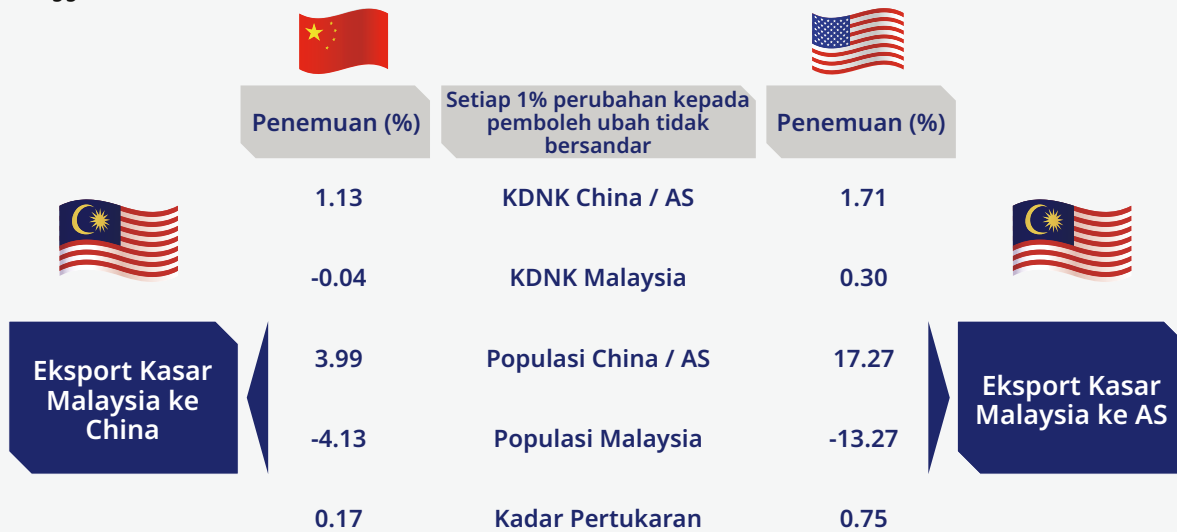 Penemuan (%)
Setiap 1% perubahan kepada
pemboleh ubah tidak
bersandar
Penemuan (%)
1.13
KDNK China / AS
1.71
-0.04
KDNK Malaysia
0.30
3.99
Populasi China / AS
17.27
-4.13
Populasi Malaysia
-13.27
0.17
Kadar Pertukaran
0.75
Eksport Kasar
Malaysia ke
China
Eksport Kasar
Malaysia ke AS